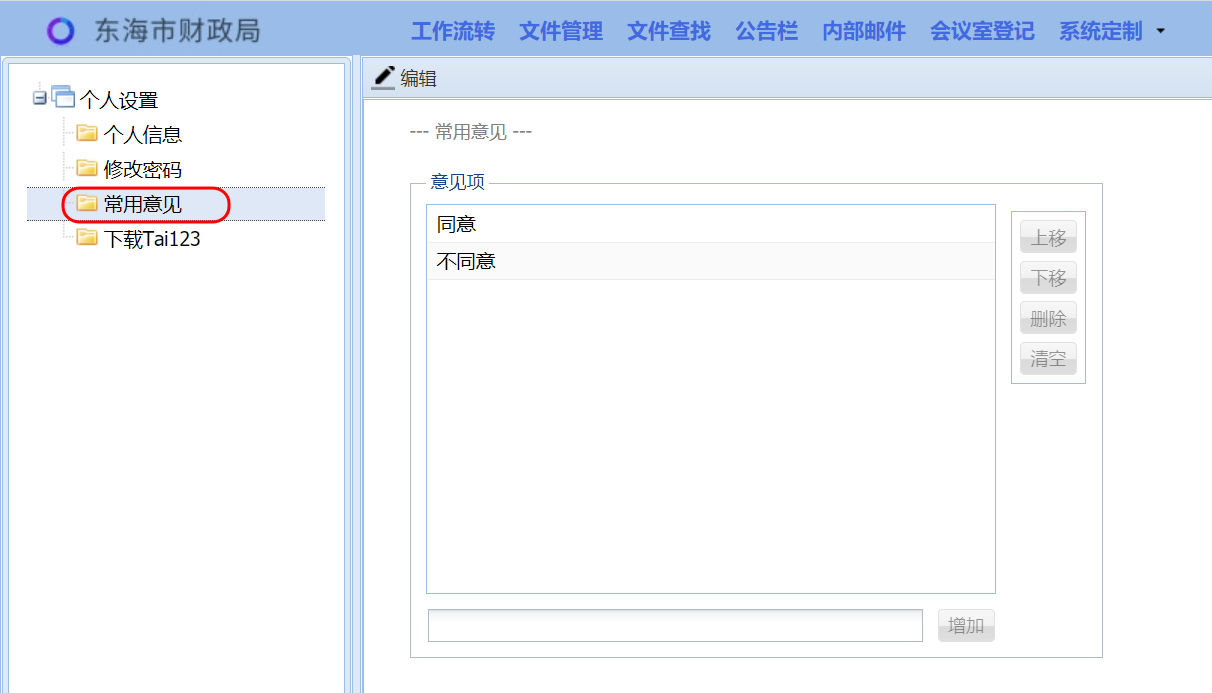 东海市财政局
工作流转 文件管理 文件查找 公告栏 内部邮件 会议室登记 系统定制
个人设置
个人信息
修改密码
常用意见
下载Tai123
编辑
--- 常用意见 ---
意见项
同意
不同意
上移
下移
删除
清空
增加